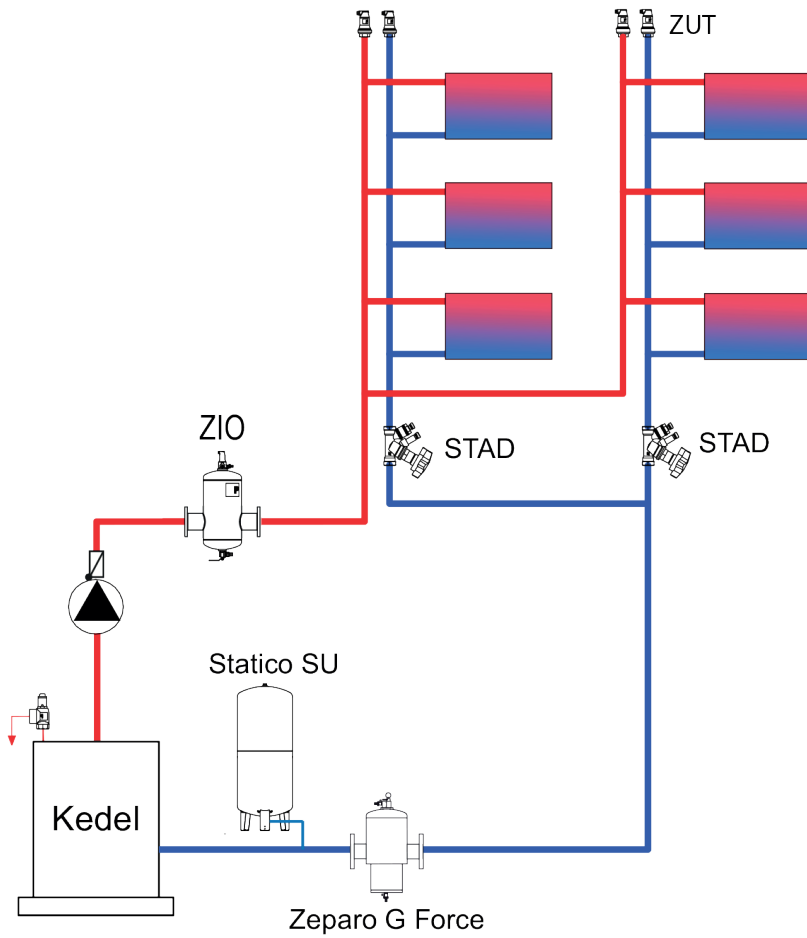 ZUT
ZIO
STAD
STAD
Statico SU
Kedel
Zeparo G Force